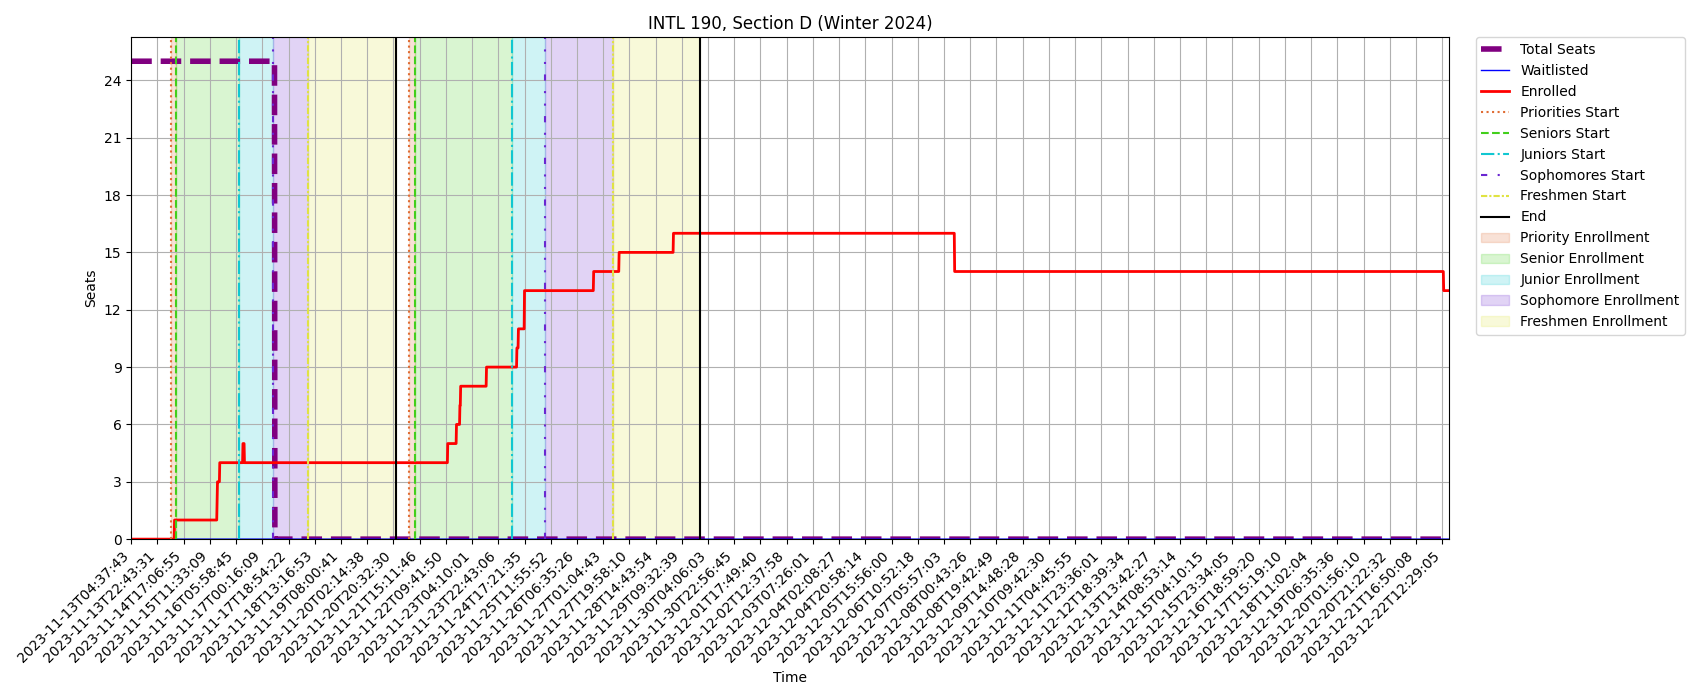 INTL 190, Section D (Winter 2024)
Seats
24
21
18
15
12
9
6
3
0
2023-11-13T04:37:43
2023-11-13T22:43:31
2023-11-14T17:06:55
2023-11-15T11:33:09
2023-11-16T05:58:45
2023-11-17T00:16:09
2023-11-17T18:54:22
2023-11-18T13:16:53
2023-11-19T08:00:41
2023-11-20T02:14:38
2023-11-20T20:32:30
2023-11-21T15:11:46
2023-11-22T09:41:50
2023-11-23T04:10:01
2023-11-23T22:43:06
2023-11-24T17:21:35
2023-11-25T11:55:52
2023-11-26T06:35:26
2023-11-27T01:04:43
2023-11-27T19:58:10
2023-11-28T14:43:54
2023-11-29T09:32:39
2023-11-30T04:06:03
2023-11-30T22:56:45
2023-12-01T17:49:40
2023-12-02T12:37:58
2023-12-03T07:26:01
2023-12-04T02:08:27
2023-12-04T20:58:14
2023-12-05T15:56:00
2023-12-06T10:52:18
2023-12-07T05:57:03
2023-12-08T00:43:26
2023-12-08T19:42:49
2023-12-09T14:48:28
2023-12-10T09:42:30
2023-12-11T04:45:55
2023-12-11T23:36:01
2023-12-12T18:39:34
2023-12-13T13:42:27
2023-12-14T08:53:14
2023-12-15T04:10:15
2023-12-15T23:34:05
2023-12-16T18:59:20
2023-12-17T15:19:10
2023-12-18T11:02:04
2023-12-19T06:35:36
2023-12-20T01:56:10
2023-12-20T21:22:32
2023-12-21T16:50:08
2023-12-22T12:29:05
Time
Total Seats
Waitlisted
Enrolled
Priorities Start
Seniors Start
Juniors Start
Sophomores Start
Freshmen Start
End
Priority Enrollment
Senior Enrollment
Junior Enrollment
Sophomore Enrollment
Freshmen Enrollment